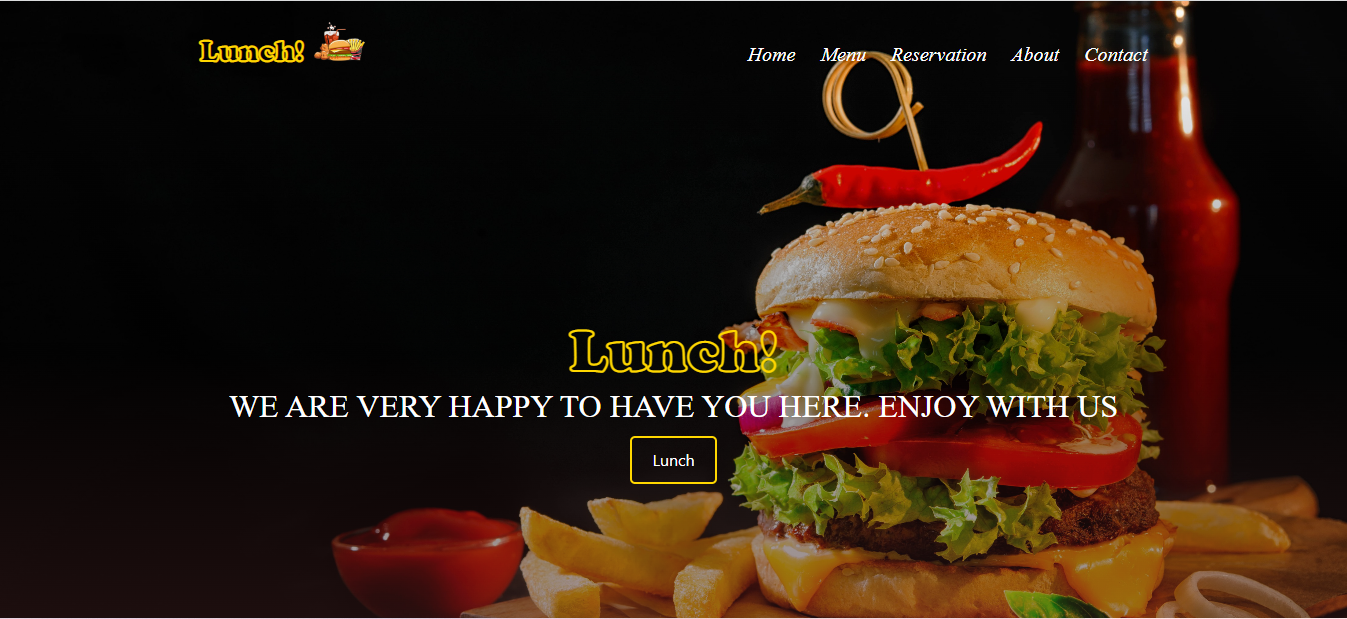 Lunch!
Home Menu Reservation About Contact
Lunch!
WE ARE VERY HAPPY TO HAVE YOU HERE. ENJOY WITH US
Lunch